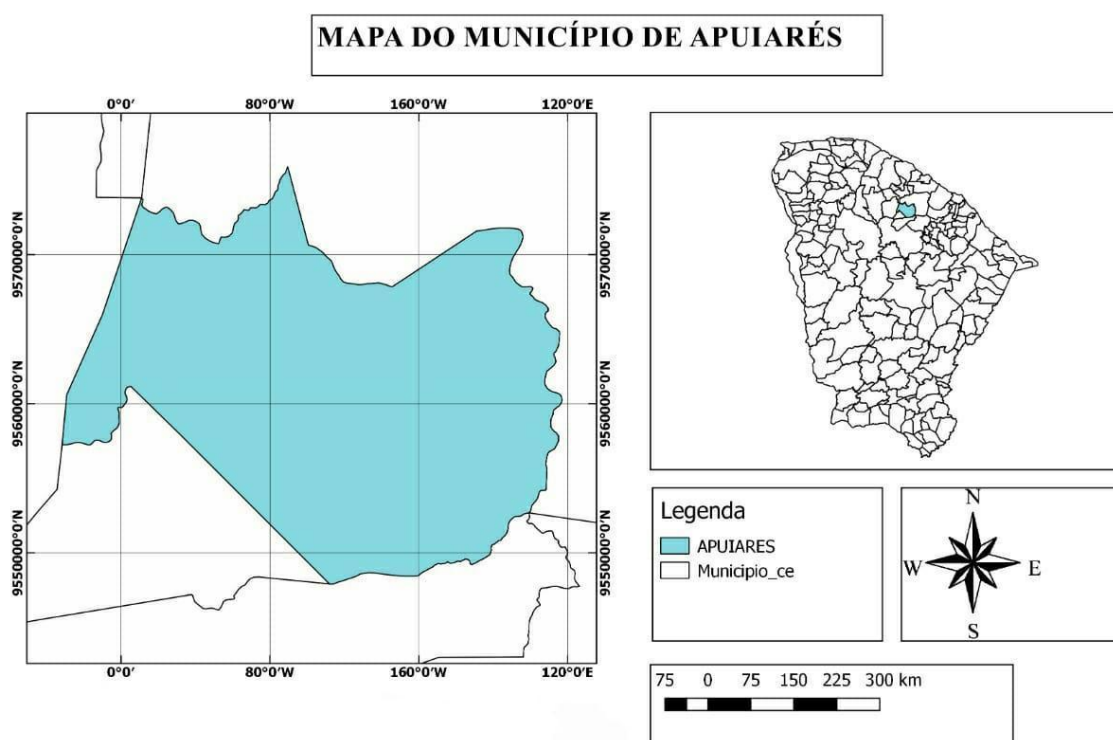 MAPA DO MUNICÍPIO DE APUIARÉS
0°0′ 80°0′W 160°0′W 120°0′E
9570000°0′N 9570000°0′N
9560000°0′N 9560000°0′N
9550000°0′N 9550000°0′N
0°0′ 80°0′W 160°0′W 120°0′E
Legenda
APUIARES
Municipio_ce
N
W E
S
75 0 75 150 225 300 km